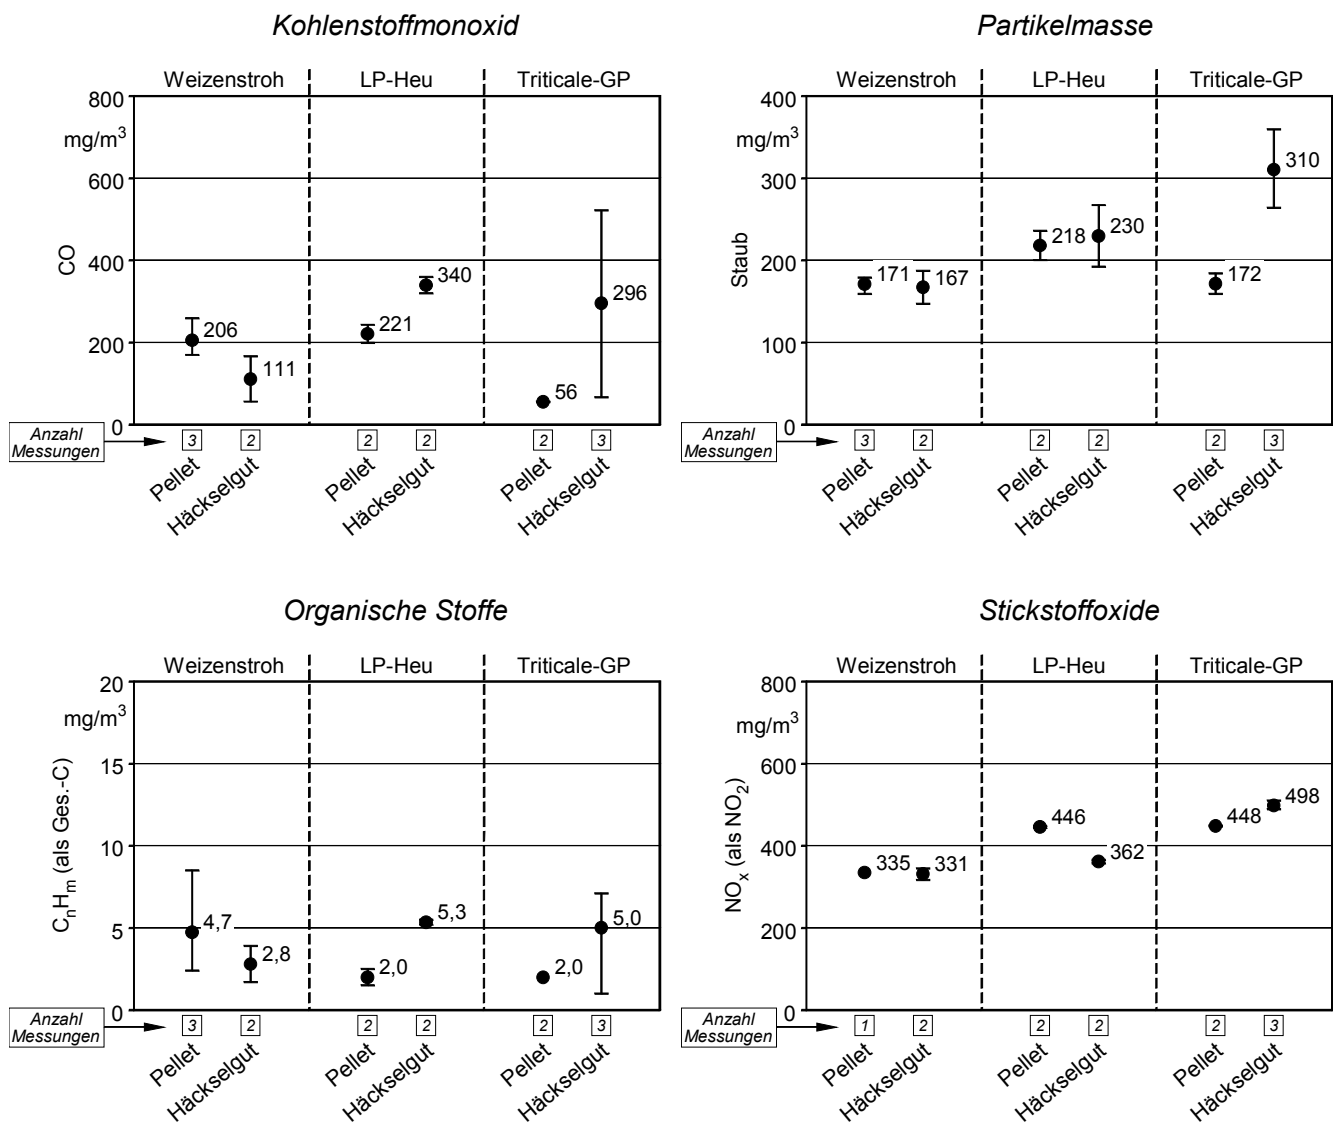 Kohlenstoffmonoxid
Weizenstroh LP-Heu Triticale-GP
800
mg/m³
600
400
200
0
CO
206
111
221
340
56
296
Anzahl
Messungen
3 2 2 2 2 3
Pellet
Häckselgut
Pellet
Häckselgut
Pellet
Häckselgut
Partikelmasse
Weizenstroh LP-Heu Triticale-GP
400
mg/m³
300
200
100
0
Staub
171
167
218
230
172
310
Anzahl
Messungen
3 2 2 2 2 3
Pellet
Häckselgut
Pellet
Häckselgut
Pellet
Häckselgut
Organische Stoffe
Weizenstroh LP-Heu Triticale-GP
20
mg/m³
15
10
5
0
CₙHₘ (als Ges.-C)
4,7
2,8
2,0
5,3
2,0
5,0
Anzahl
Messungen
3 2 2 2 2 3
Pellet
Häckselgut
Pellet
Häckselgut
Pellet
Häckselgut
Stickstoffoxide
Weizenstroh LP-Heu Triticale-GP
800
mg/m³
600
400
200
0
NOₓ (als NO₂)
335
331
446
362
448
498
Anzahl
Messungen
1 2 2 2 2 3
Pellet
Häckselgut
Pellet
Häckselgut
Pellet
Häckselgut